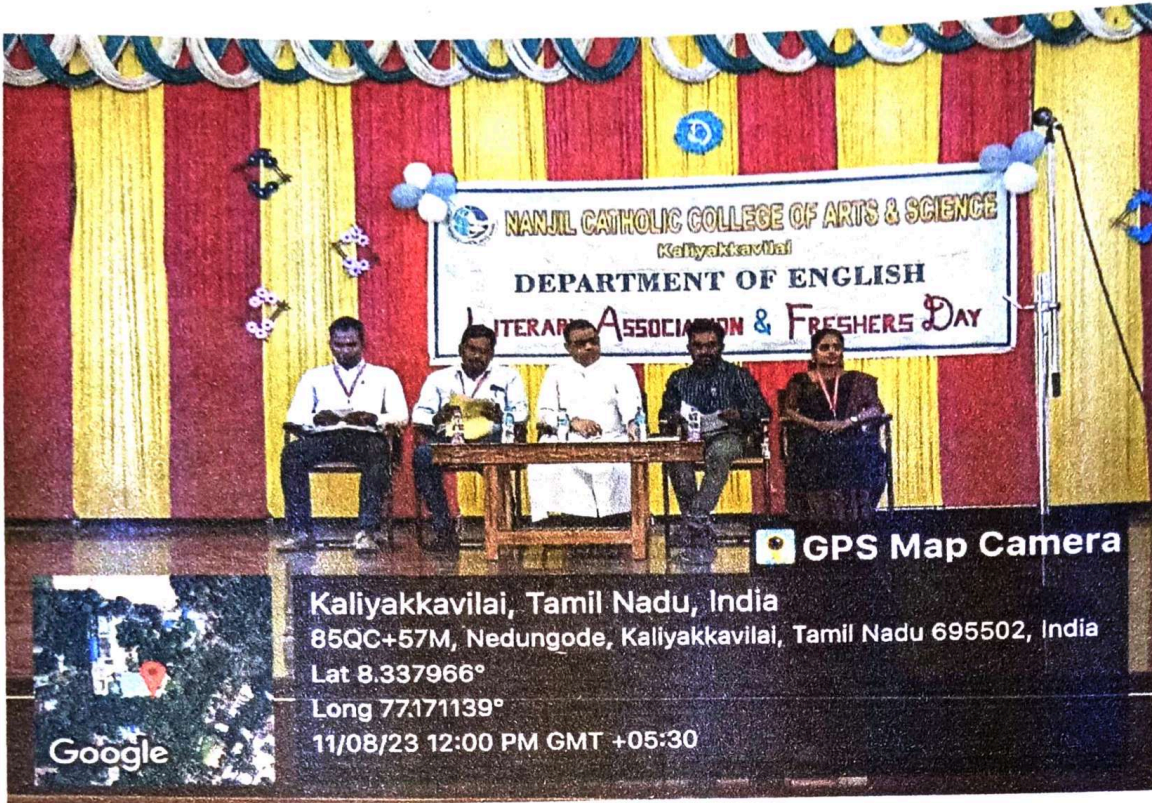 NANJIL CATHOLIC COLLEGE OF ARTS & SCIENCE
Kaliyakkavilai
DEPARTMENT OF ENGLISH
LITERARY ASSOCIATION & FRESHERS DAY
GPS Map Camera
Kaliyakkavilai, Tamil Nadu, India
85QC+57M, Nedungode, Kaliyakkavilai, Tamil Nadu 695502, India
Lat 8.337966°
Long 77.171139°
11/08/23 12:00 PM GMT +05:30
Google